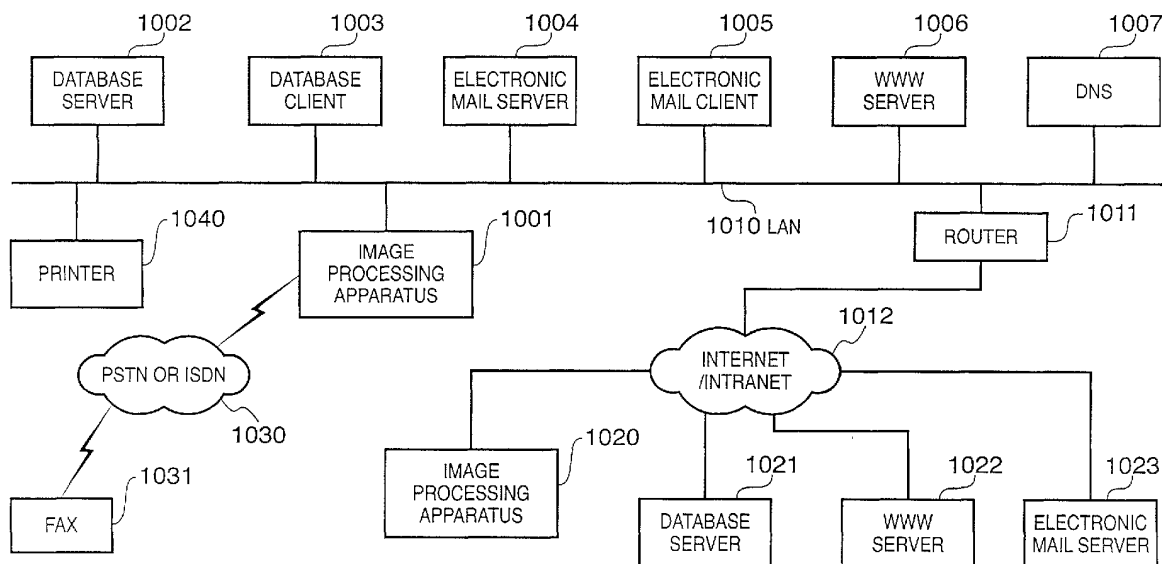 1002
1003
1004
1005
1006
1007
DATABASE
SERVER
DATABASE
CLIENT
ELECTRONIC
MAIL SERVER
ELECTRONIC
MAIL CLIENT
WWW
SERVER
DNS
1040
1001
1010 LAN
1011
PRINTER
IMAGE
PROCESSING
APPARATUS
ROUTER
1012
PSTN OR ISDN
INTERNET
/INTRANET
1030
1020
1021
1022
1023
1031
FAX
IMAGE
PROCESSING
APPARATUS
DATABASE
SERVER
WWW
SERVER
ELECTRONIC
MAIL SERVER